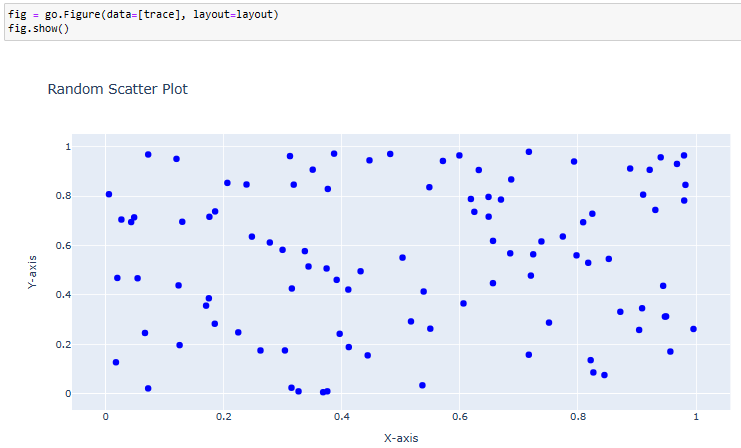 fig = go.Figure(data=[trace], layout=layout)
fig.show()
Random Scatter Plot
1
0.8
0.6
0.4
0.2
0
Y-axis
0
0.2
0.4
0.6
0.8
1
X-axis